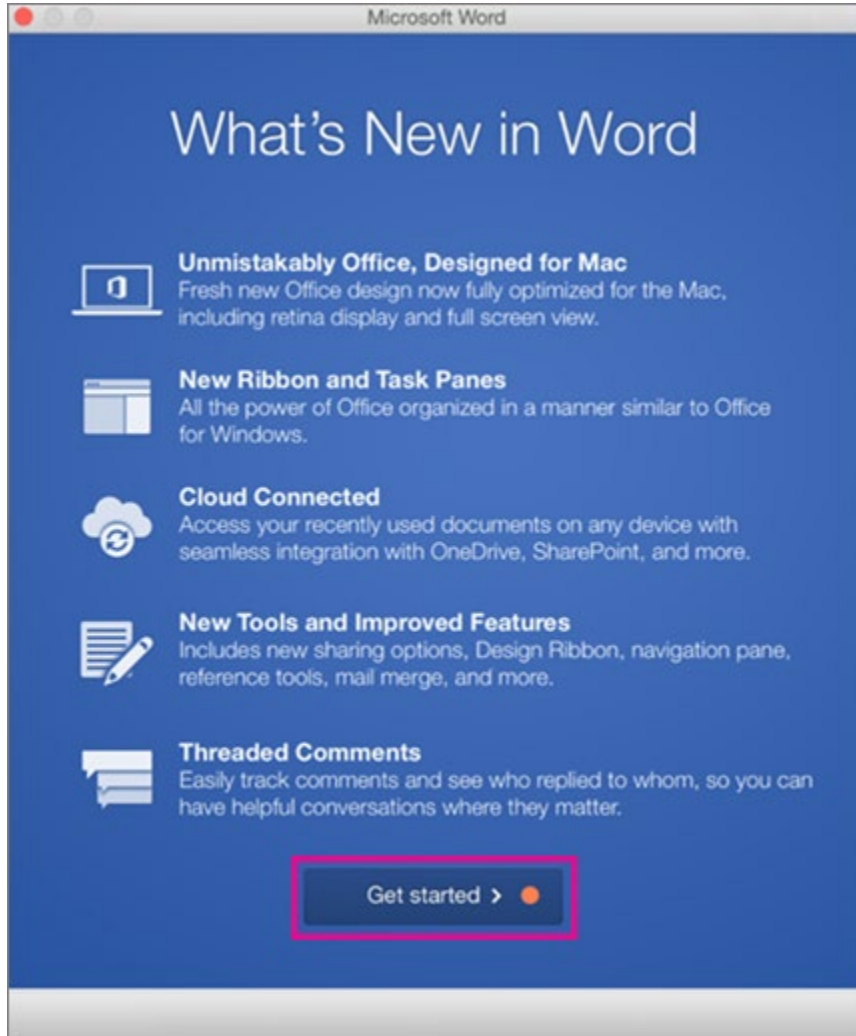 Microsoft Word
What's New in Word
Unmistakably Office, Designed for Mac
Fresh new Office design now fully optimized for the Mac,
including retina display and full screen view.
New Ribbon and Task Panes
All the power of Office organized in a manner similar to Office
for Windows.
Cloud Connected
Access your recently used documents on any device with
seamless integration with OneDrive, SharePoint, and more.
New Tools and Improved Features
Includes new sharing options, Design Ribbon, navigation pane,
reference tools, mail merge, and more.
Threaded Comments
Easily track comments and see who replied to whom, so you can
have helpful conversations where they matter.
Get started >